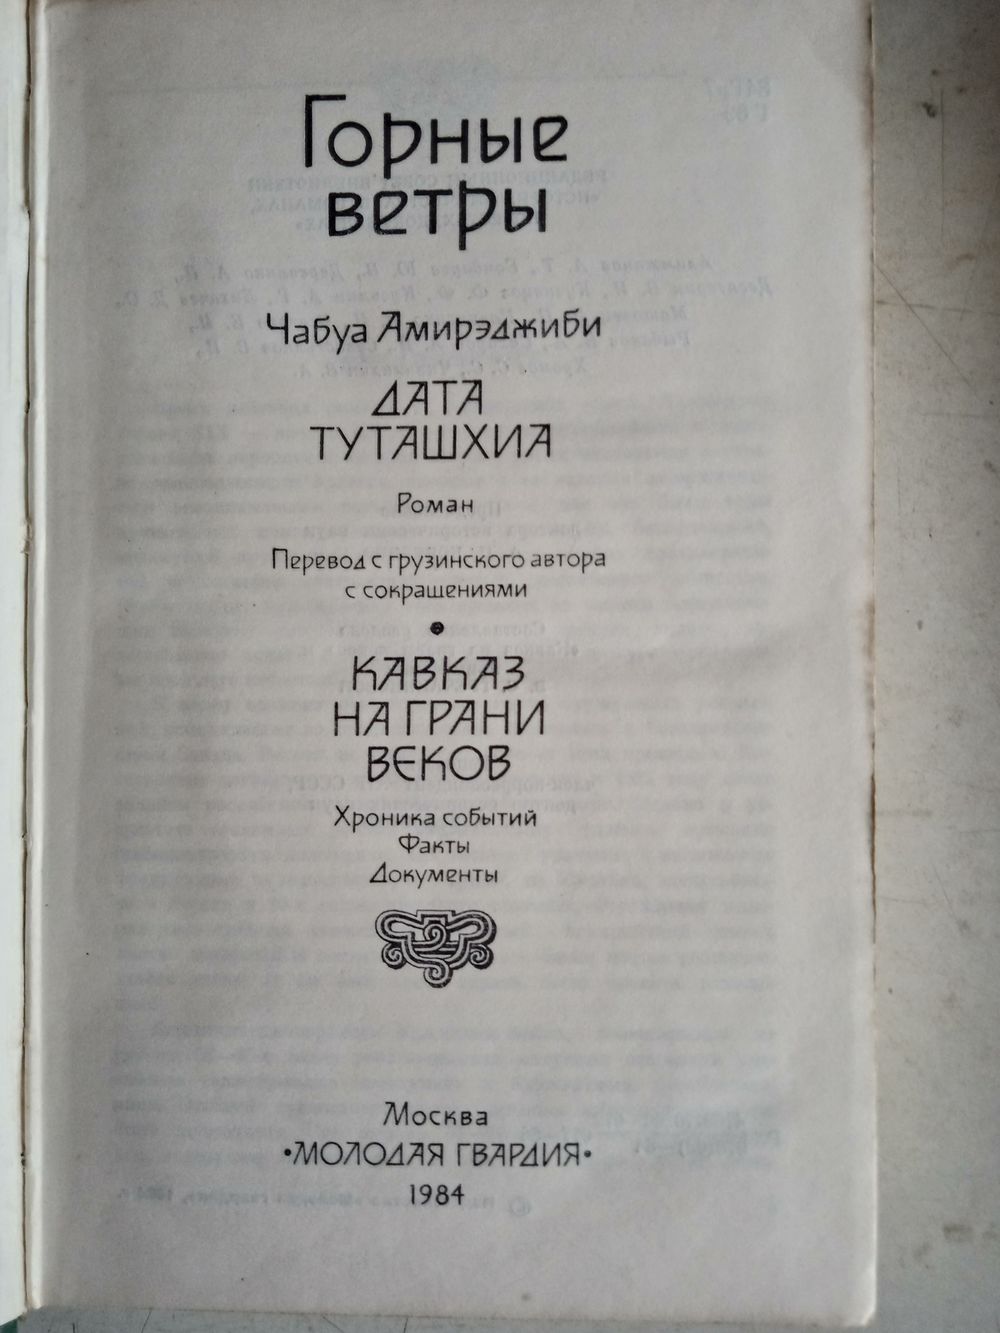 Горные
ветры
Чабуа Амирэджиби
ДАТА
ТУТАШХИА
Роман
Перевод с грузинского автора
с сокращениями
•
КАВКАЗ
НА ГРАНИ
ВЕКОВ
Хроника событий
Факты
Документы
Москва
•МОЛОДАЯ ГВАРДИЯ•
1984